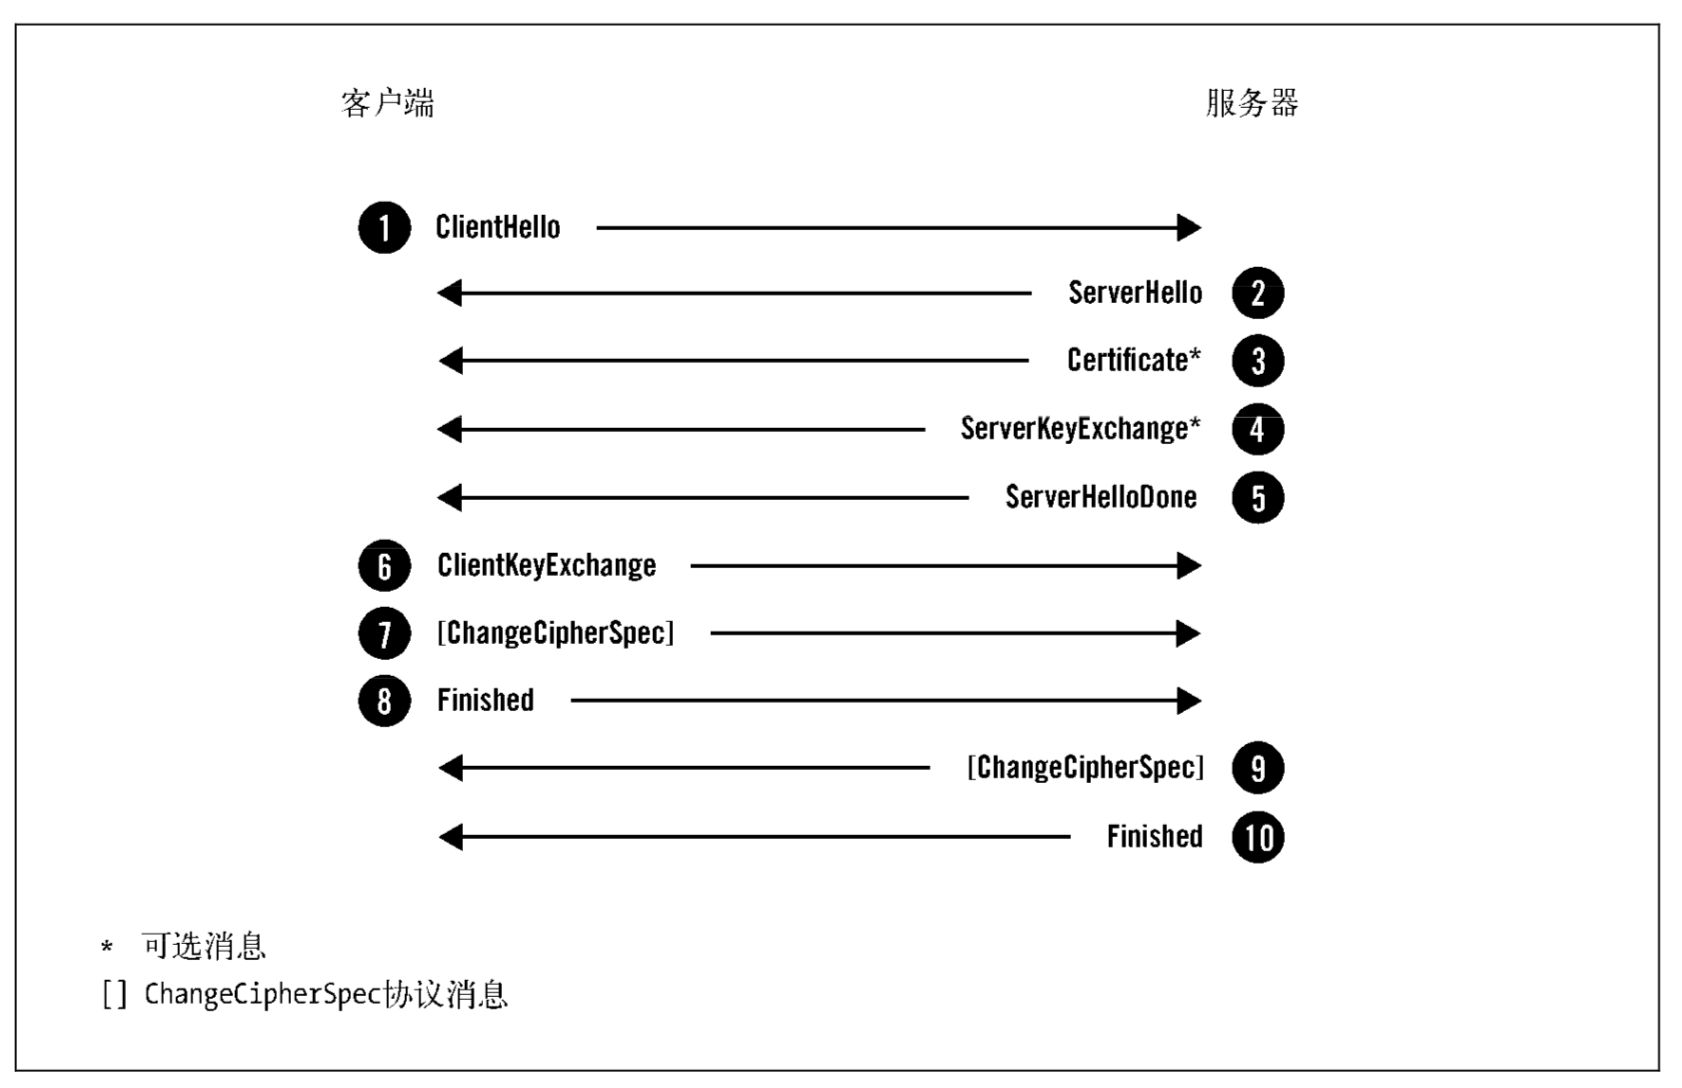 客户端
服务器
1 ClientHello
ServerHello 2
Certificate* 3
ServerKeyExchange* 4
ServerHelloDone 5
6 ClientKeyExchange
7 [ChangeCipherSpec]
8 Finished
[ChangeCipherSpec] 9
Finished 10
* 可选消息
[] ChangeCipherSpec协议消息